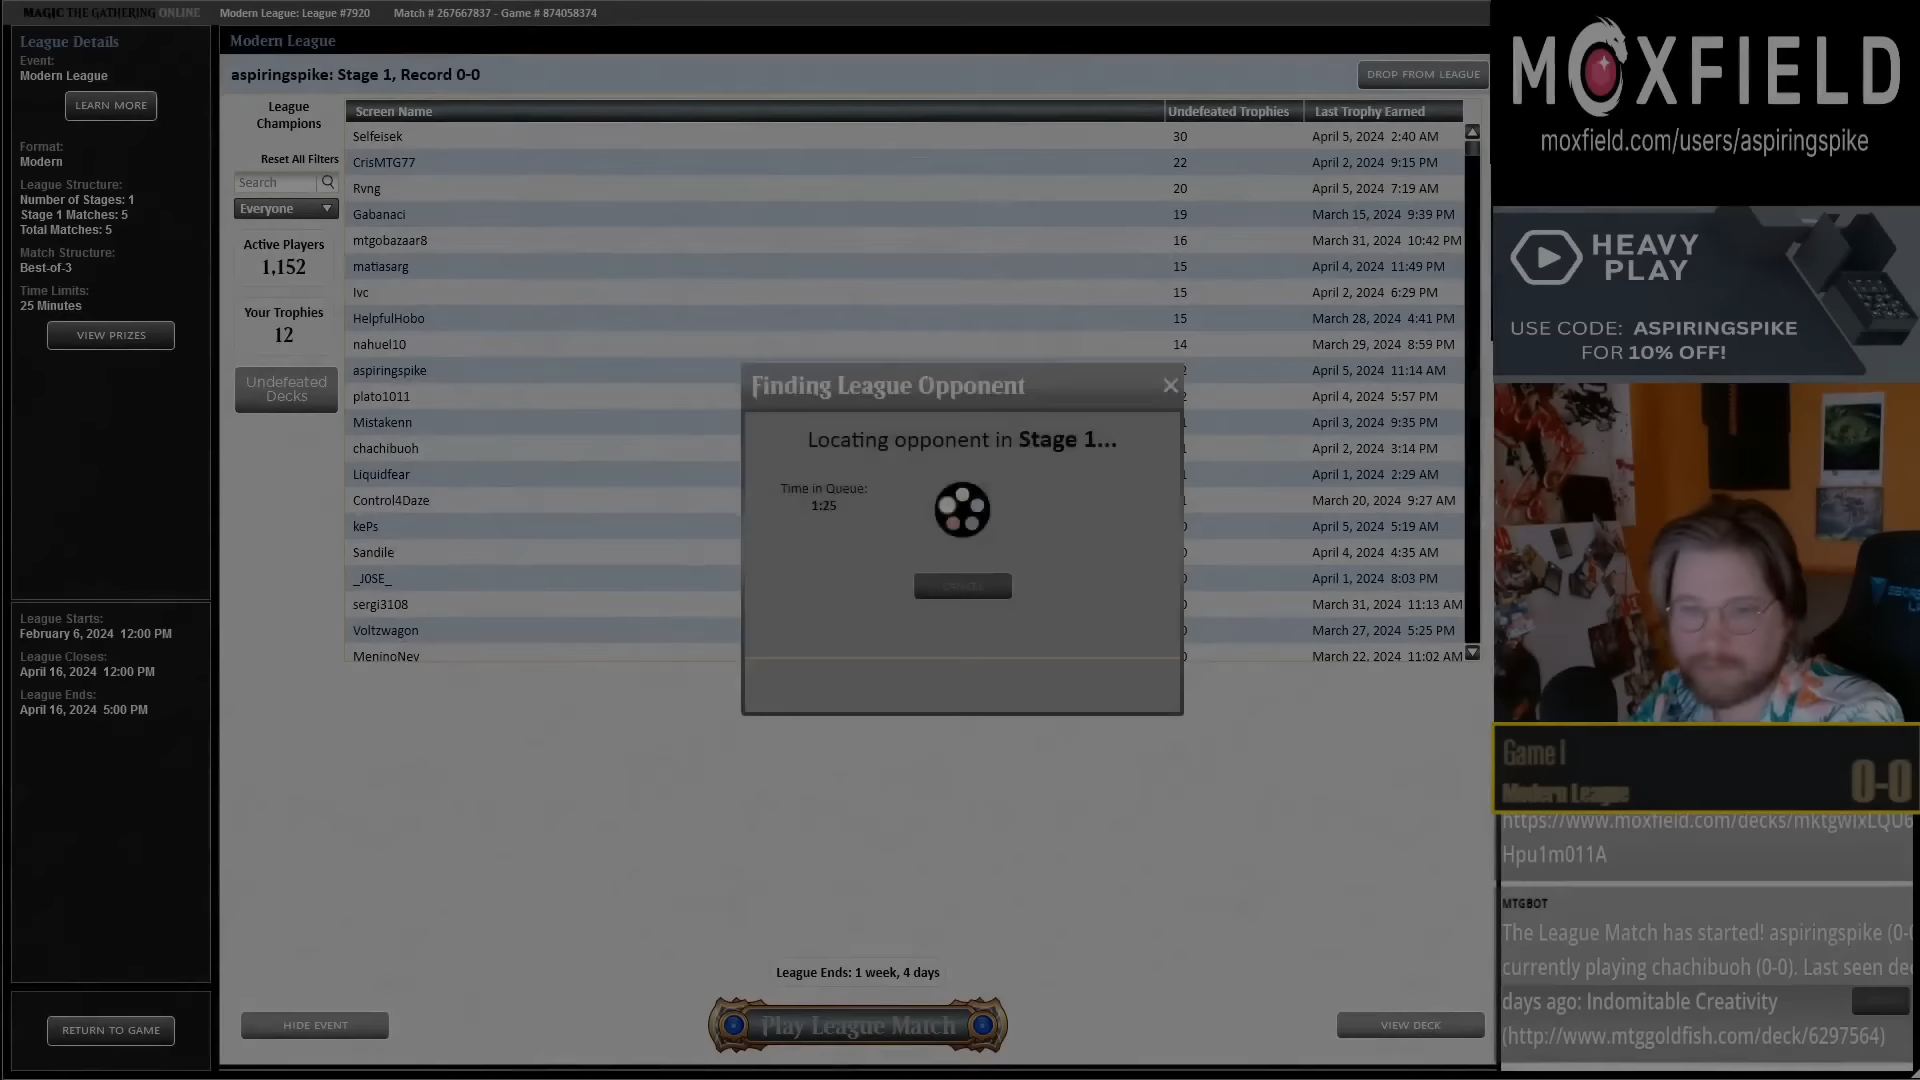 MAGIC THE GATHERING ONLINE
Modern League: League #7920
Match # 267667837 - Game # 874058374
League Details
Event:
Modern League
LEARN MORE
Format:
Modern
League Structure:
Number of Stages: 1
Stage 1 Matches: 5
Total Matches: 5
Match Structure:
Best-of-3
Time Limits:
25 Minutes
VIEW PRIZES
League Starts:
February 6, 2024 12:00 PM
League Closes:
April 16, 2024 12:00 PM
League Ends:
April 16, 2024 5:00 PM
RETURN TO GAME
Modern League
aspiringspike: Stage 1, Record 0-0
DROP FROM LEAGUE
League
Champions
Reset All Filters
Search
Everyone
Active Players
1,152
Your Trophies
12
Undefeated
Decks
Screen Name Undefeated Trophies Last Trophy Earned
Selfeisek 30 April 5, 2024 2:40 AM
CrisMTG77 22 April 2, 2024 9:15 PM
Rvng 20 April 5, 2024 7:19 AM
Gabanaci 19 March 15, 2024 9:39 PM
mtgobazaar8 16 March 31, 2024 10:42 PM
matiasarg 15 April 4, 2024 11:49 PM
lvc 15 April 2, 2024 6:29 PM
HelpfulHobo 15 March 28, 2024 4:41 PM
nahuel10 14 March 29, 2024 8:59 PM
aspiringspike April 5, 2024 11:14 AM
plato1011 April 4, 2024 5:57 PM
Mistakenn April 3, 2024 9:35 PM
chachibuoh April 2, 2024 3:14 PM
Liquidfear April 1, 2024 2:29 AM
Control4Daze March 20, 2024 9:27 AM
kePs April 5, 2024 5:19 AM
Sandile April 4, 2024 4:35 AM
_J0SE_ April 1, 2024 8:03 PM
sergi3108 March 31, 2024 11:13 AM
Voltzwagon March 27, 2024 5:25 PM
MeninoNev March 22, 2024 11:02 AM
Finding League Opponent
Locating opponent in Stage 1...
Time in Queue:
1:25
CANCEL
League Ends: 1 week, 4 days
HIDE EVENT
Play League Match
VIEW DECK
MOXFIELD
moxfield.com/users/aspiringspike
HEAVY
PLAY
USE CODE: ASPIRINGSPIKE
FOR 10% OFF!
Game 1
Modern League
0-0
Hpu1m011A
MTGBOT
The League Match has started! aspiringspike (0-
currently playing chachibuoh (0-0). Last seen
days ago: Indomitable Creativity
(http://www.mtggoldfish.com/deck/6297564)